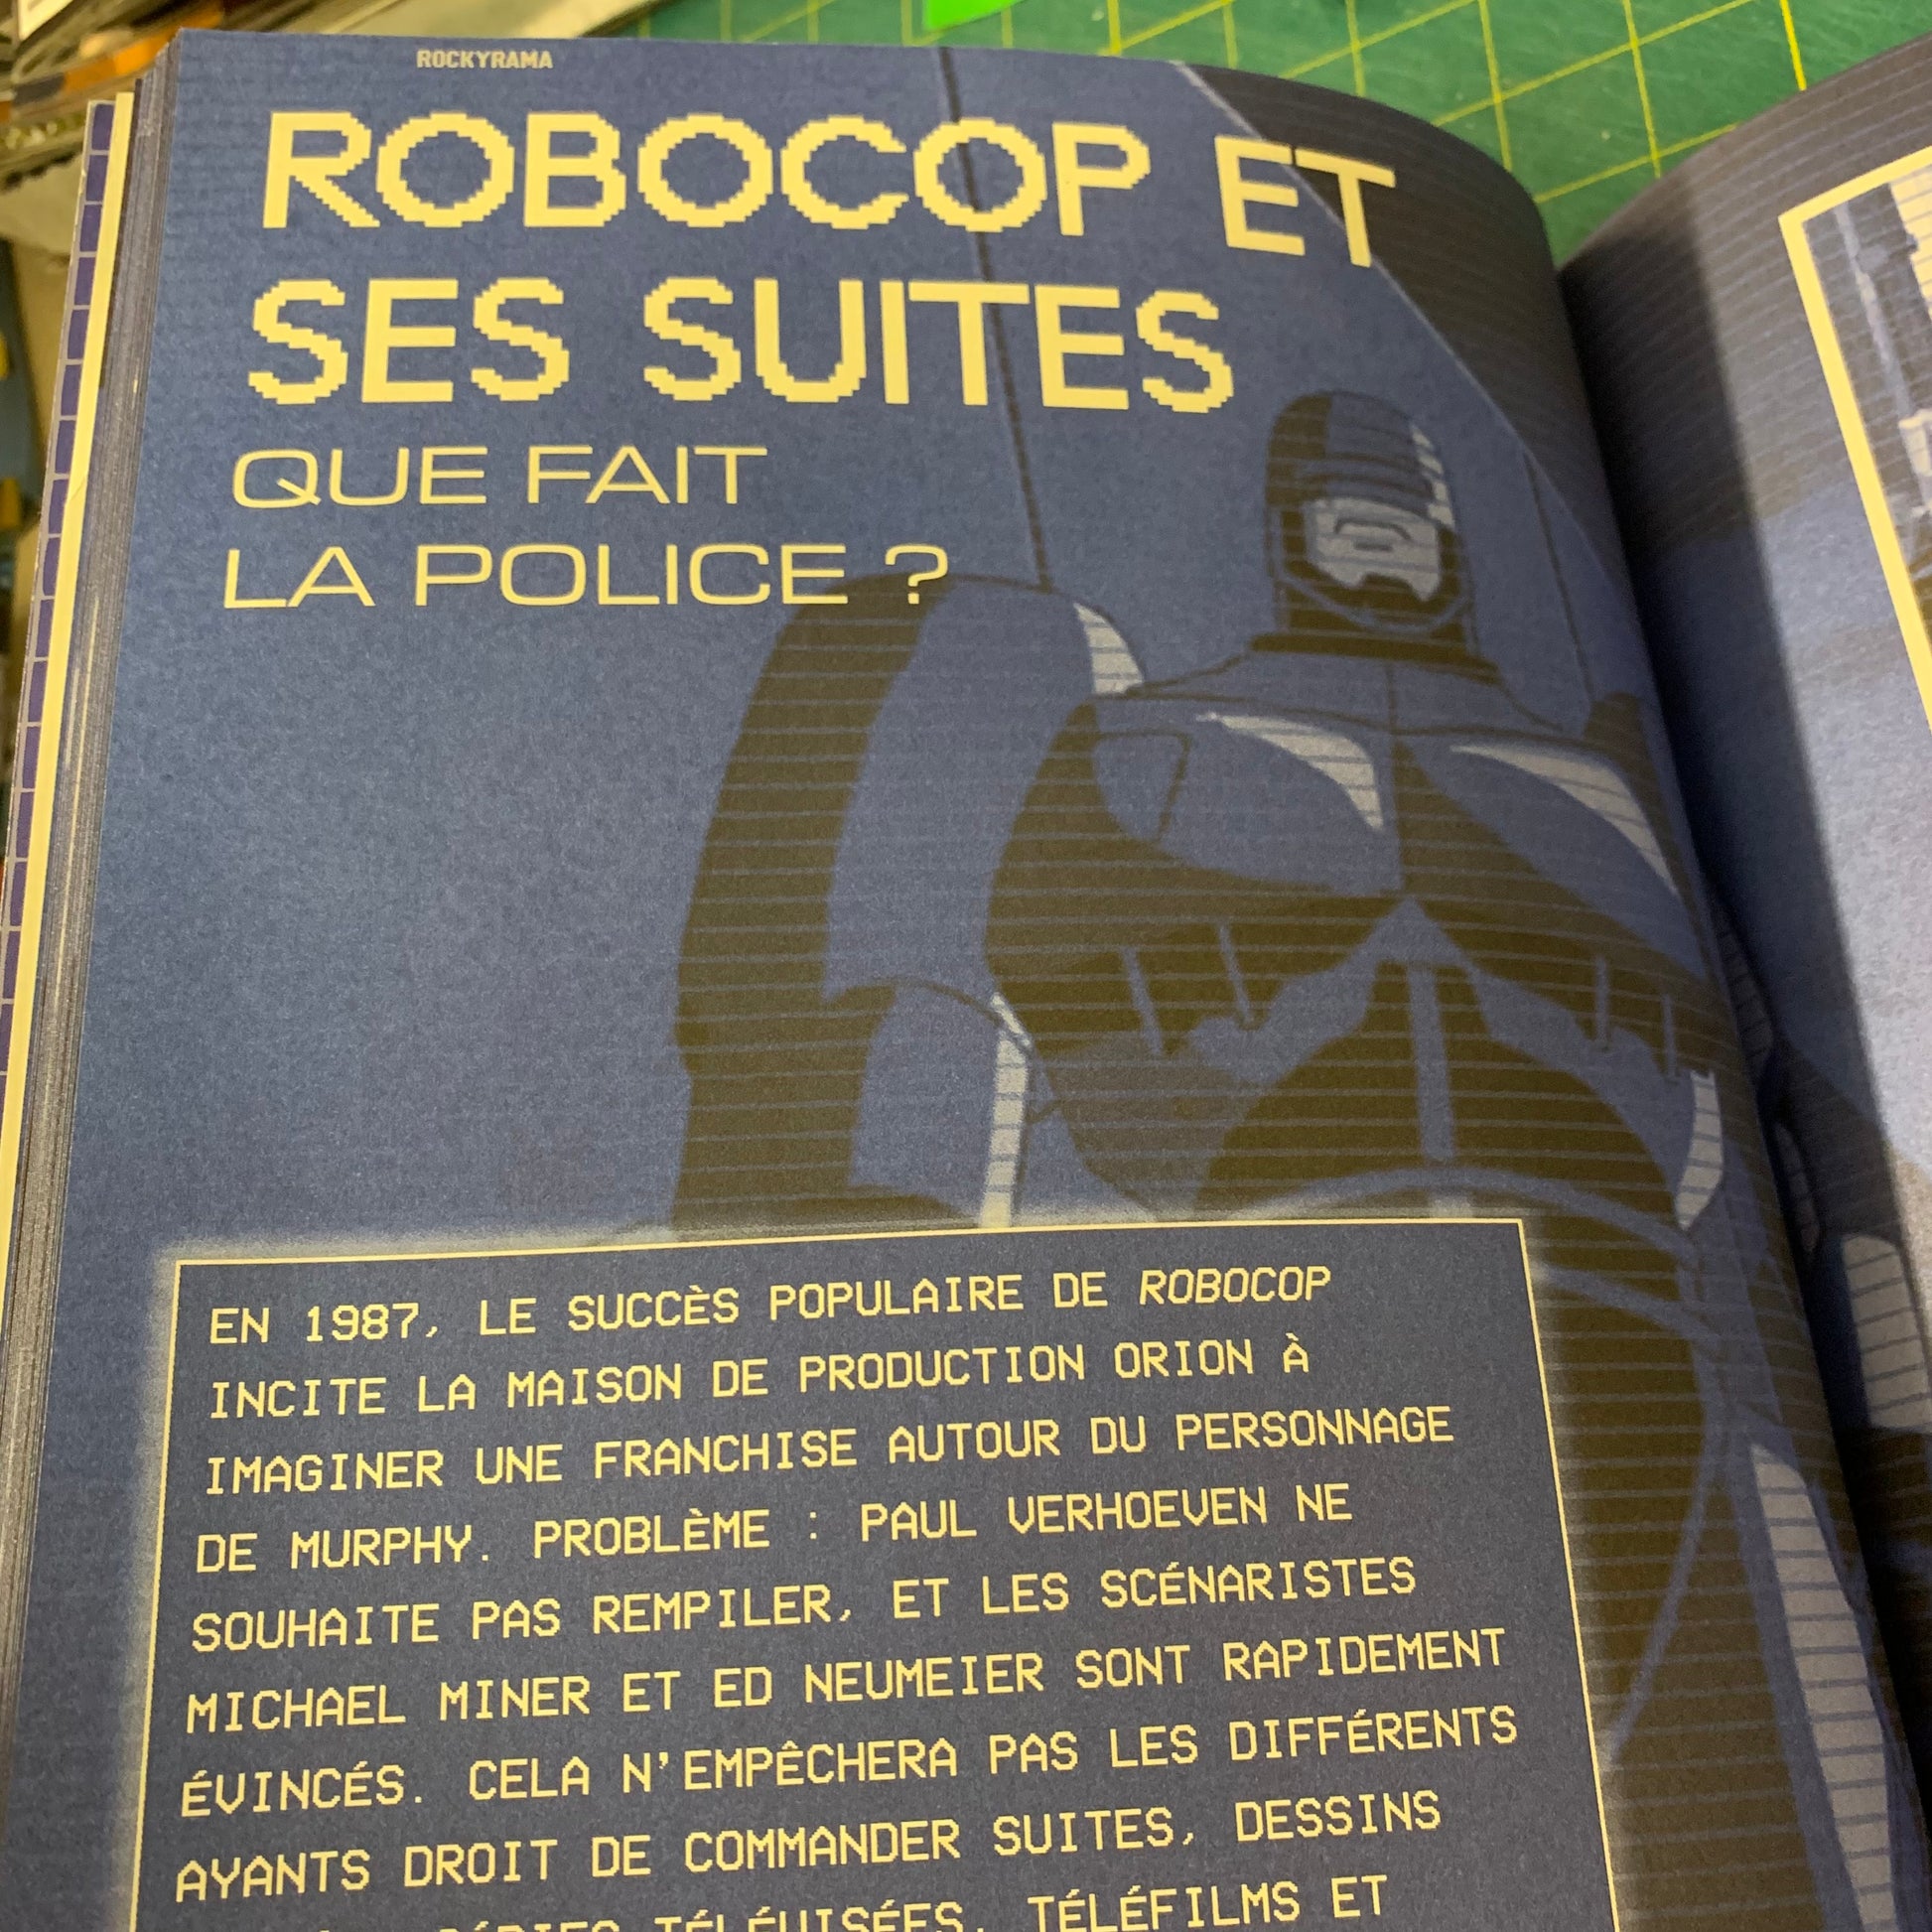 ROCKYRAMA
ROBOCOP ET
SES SUITES
QUE FAIT
LA POLICE ?
EN 1987, LE SUCCÈS POPULAIRE DE ROBOCOP
INCITE LA MAISON DE PRODUCTION ORION À
IMAGINER UNE FRANCHISE AUTOUR DU PERSONNAGE
DE MURPHY. PROBLÈME : PAUL VERHOEVEN NE
SOUHAITE PAS REMPILER, ET LES SCÉNARISTES
MICHAEL MINER ET ED NEUMEIER SONT RAPIDEMENT
ÉVINCÉS. CELA N'EMPÊCHERA PAS LES DIFFÉRENTS
AYANTS DROIT DE COMMANDER SUITES, DESSINS
TÉLÉVISÉES, TÉLÉFILMS ET